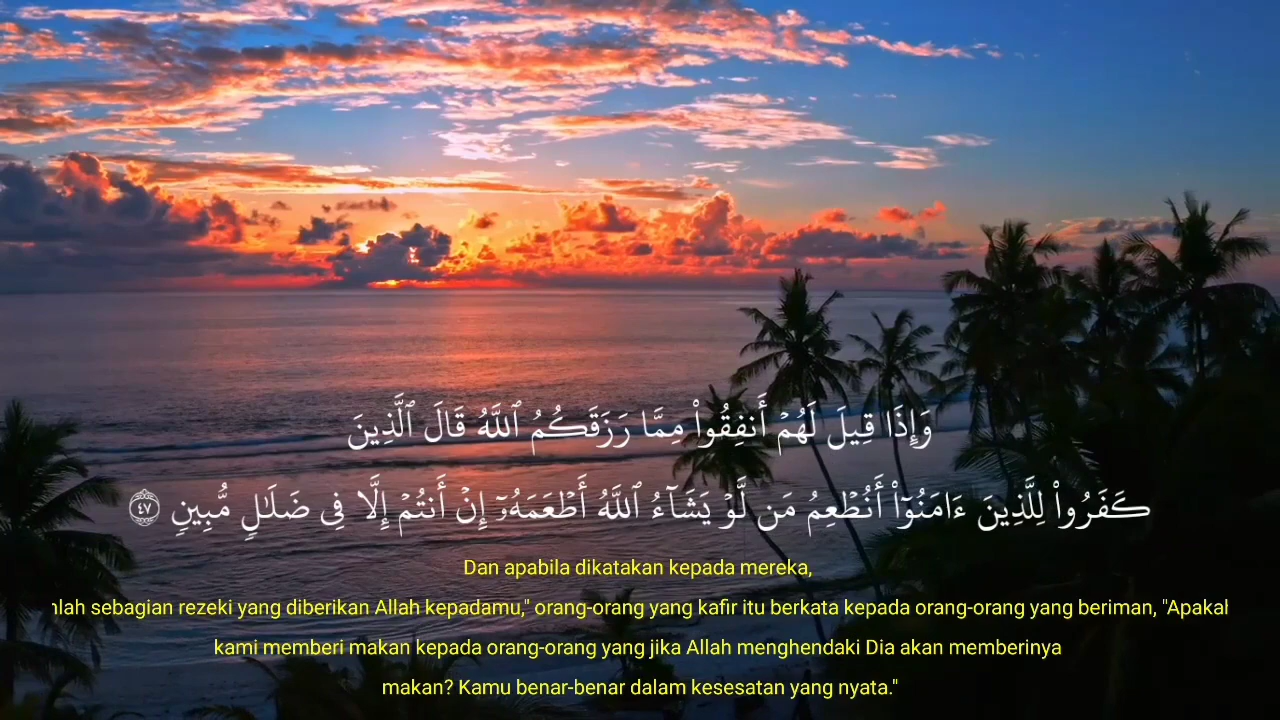 وَإِذَا قِيلَ لَهُمْ أَنفِقُوا۟ مِمَّا رَزَقَكُمُ ٱللَّهُ قَالَ ٱلَّذِينَ
كَفَرُوا۟ لِلَّذِينَ ءَامَنُوٓا۟ أَنُطْعِمُ مَن لَّوْ يَشَآءُ ٱللَّهُ أَطْعَمَهُۥٓ إِنْ أَنتُمْ إِلَّا فِى ضَلَـٰلٍ مُّبِينٍ ٤٧
Dan apabila dikatakan kepada mereka,
sebagian rezeki yang diberikan Allah kepadamu," orang-orang yang kafir itu berkata kepada orang-orang yang beriman,
kami memberi makan kepada orang-orang yang jika Allah menghendaki Dia akan memberinya
makan? Kamu benar-benar dalam kesesatan yang nyata."